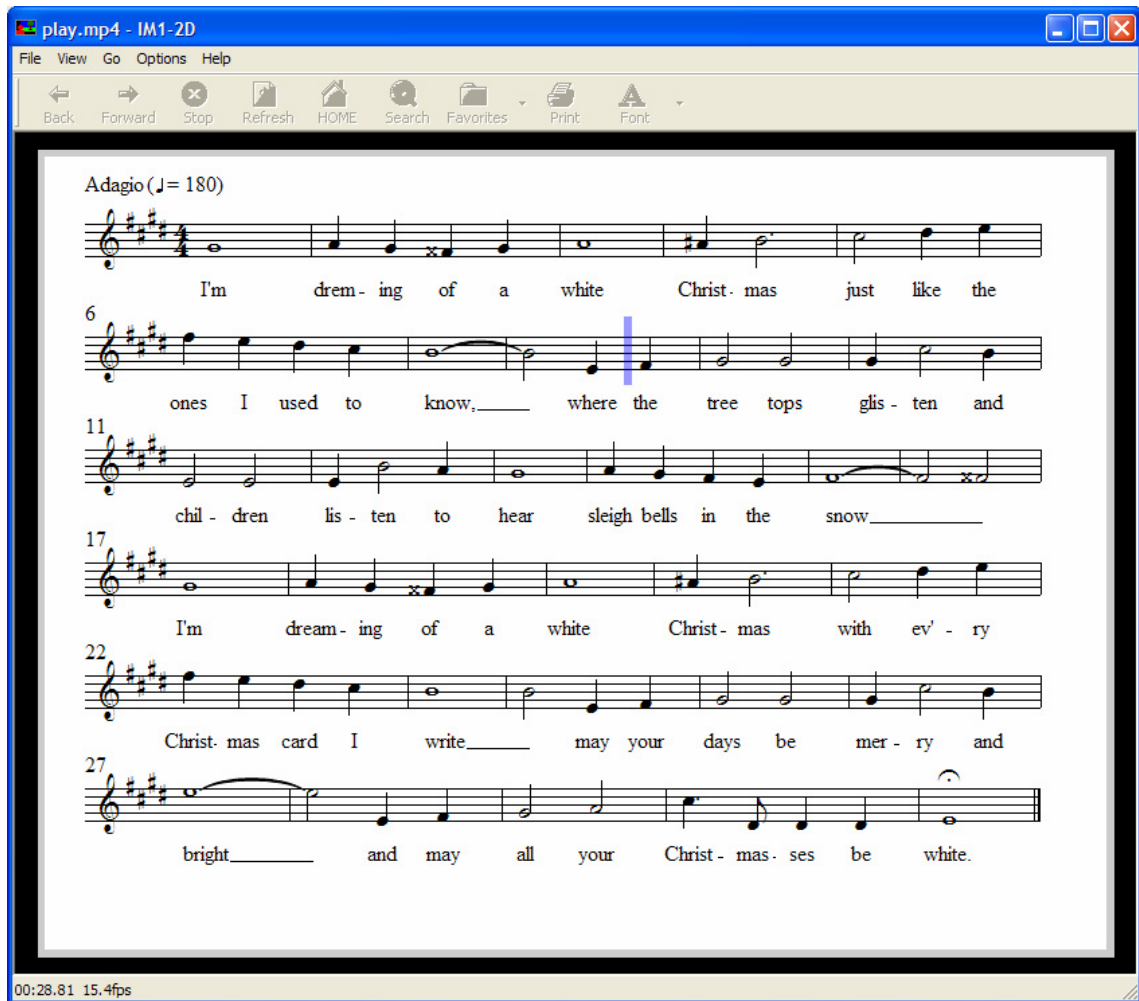 play.mp4 - IM1-2D
File View Go Options Help
Back Forward Stop Refresh HOME Search Favorites Print Font
Adagio (♩= 180)
I'm drem - ing of a white Christ - mas just like the
6
ones I used to know,_____ where the tree tops glis - ten and
11
chil - dren lis - ten to hear sleigh bells in the snow__________
17
I'm dream - ing of a white Christ - mas with ev' - ry
22
Christ - mas card I write_____ may your days be mer - ry and
27
bright_______ and may all your Christ - mas - ses be white.
00:28.81 15.4fps